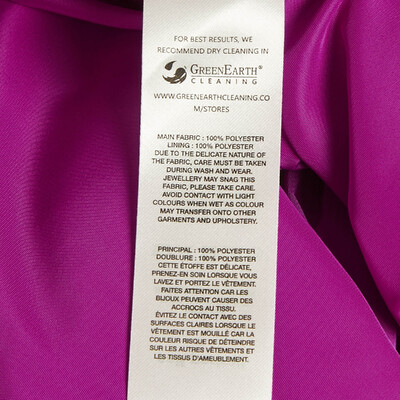 FOR BEST RESULTS, WE
RECOMMEND DRY CLEANING IN
GREENEARTH®
CLEANING
WWW.GREENEARTHCLEANING.CO
M/STORES
MAIN FABRIC : 100% POLYESTER
LINING : 100% POLYESTER
DUE TO THE DELICATE NATURE OF
THE FABRIC, CARE MUST BE TAKEN
DURING WASH AND WEAR.
JEWELLERY MAY SNAG THIS
FABRIC, PLEASE TAKE CARE.
AVOID CONTACT WITH LIGHT
COLOURS WHEN WET AS COLOUR
MAY TRANSFER ONTO OTHER
GARMENTS AND UPHOLSTERY.
PRINCIPAL : 100% POLYESTER
DOUBLURE : 100% POLYESTER
CETTE ÉTOFFE EST DÉLICATE,
PRENEZ-EN SOIN LORSQUE VOUS
LAVEZ ET PORTEZ LE VÊTEMENT.
FAITES ATTENTION CAR LES
BIJOUX PEUVENT CAUSER DES
ACCROCS AU TISSU.
ÉVITEZ LE CONTACT AVEC DES
SURFACES CLAIRES LORSQUE LE
VÊTEMENT EST MOUILLÉ CAR LA
COULEUR RISQUE DE DÉTEINDRE
SUR LES AUTRES VÊTEMENTS ET
LES TISSUS D'AMEUBLEMENT.